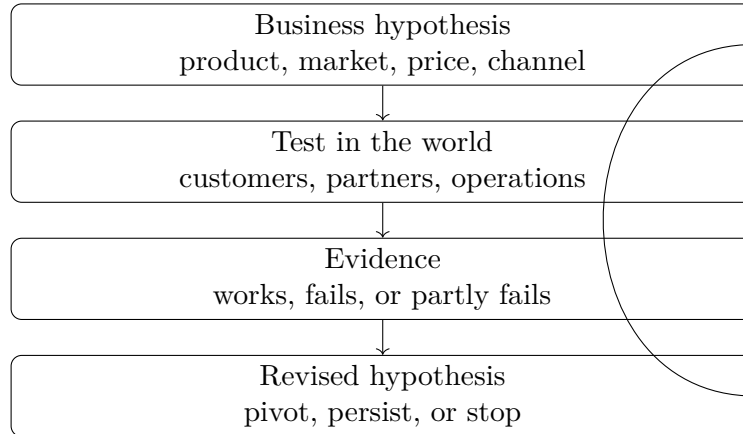 Business hypothesis
product, market, price, channel
Test in the world
customers, partners, operations
Evidence
works, fails, or partly fails
Revised hypothesis
pivot, persist, or stop